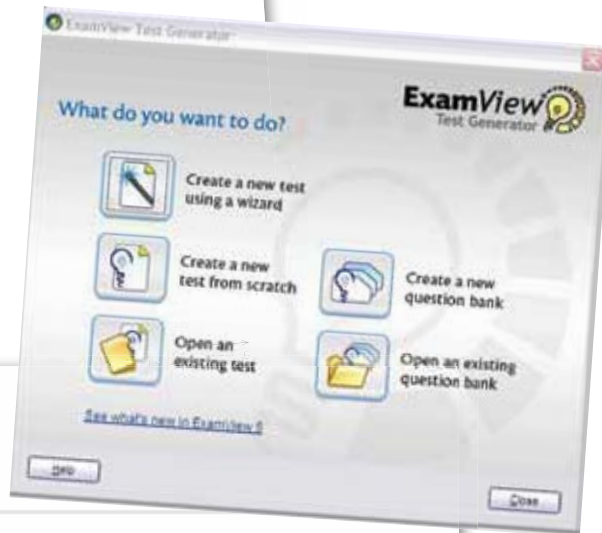 ExamView Test Generator
ExamView
Test Generator
What do you want to do?
Create a new test
using a wizard
Create a new
test from scratch
Create a new
question bank
Open an
existing test
Open an existing
question bank
See what's new in ExamView 6
Help
Close